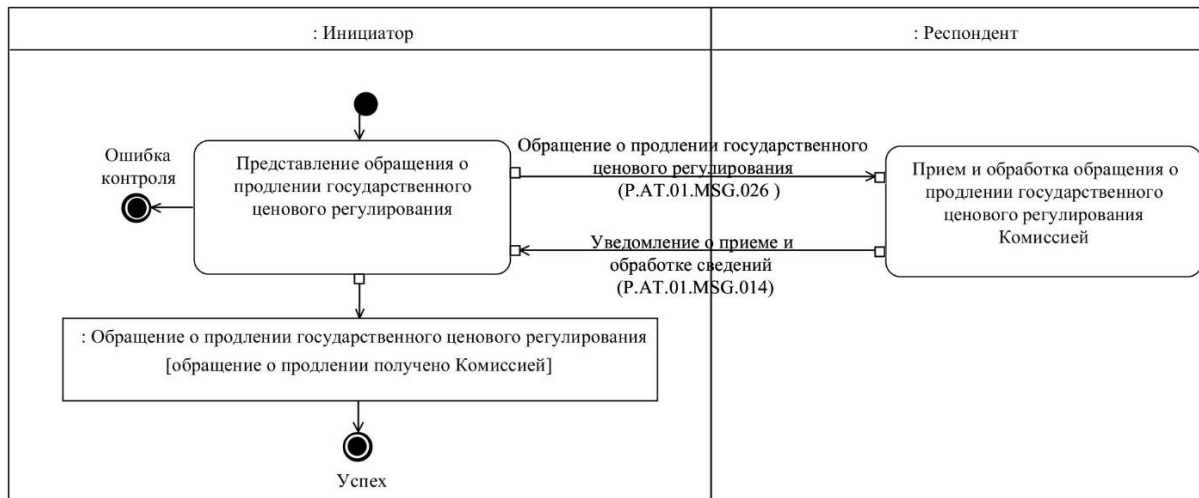 : Инициатор
: Респондент
Ошибка
контроля
Представление обращения о
продлении государственного
ценового регулирования
Обращение о продлении государственного
ценового регулирования
(P.AT.01.MSG.026 )
Прием и обработка обращения о
продлении государственного
ценового регулирования
Комиссией
Уведомление о приеме и
обработке сведений
(P.AT.01.MSG.014)
: Обращение о продлении государственного ценового регулирования
[обращение о продлении получено Комиссией]
Успех